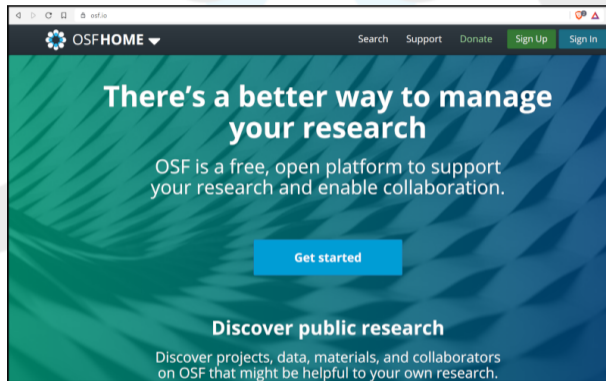 osf.io
OSFHOME
Search Support Donate Sign Up Sign In
There's a better way to manage
your research
OSF is a free, open platform to support
your research and enable collaboration.
Get started
Discover public research
Discover projects, data, materials, and collaborators
on OSF that might be helpful to your own research.